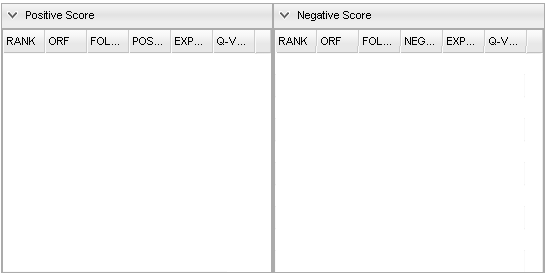 Positive Score
Negative Score
RANK ORF FOL... POS... EXP... Q-V...
RANK ORF FOL... NEG... EXP... Q-V...